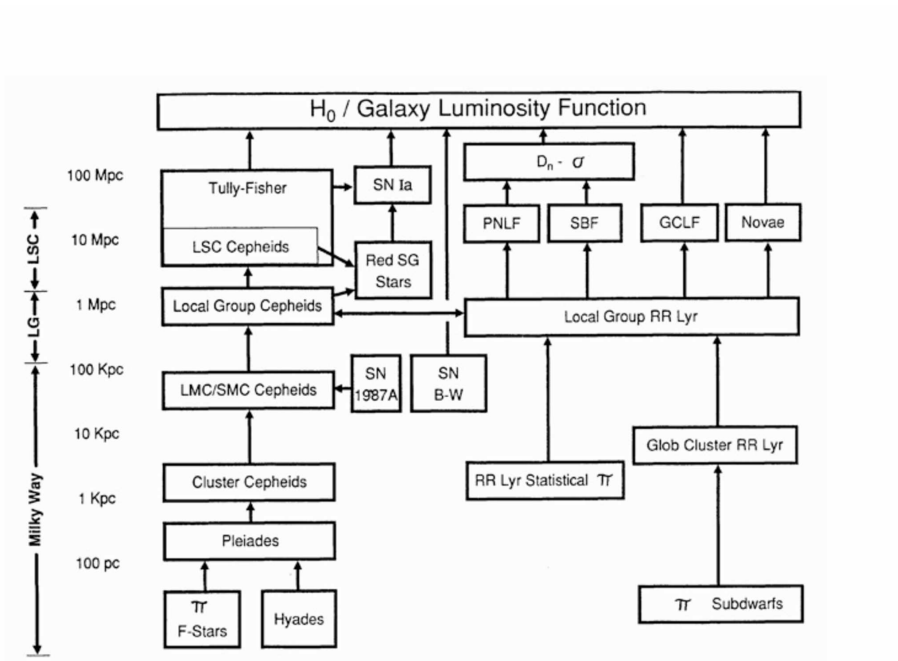 H₀ / Galaxy Luminosity Function
Dₙ - σ
100 Mpc
Tully-Fisher
SN Ia
PNLF
SBF
GCLF
Novae
LSC
10 Mpc
LSC Cepheids
Red SG
Stars
LG
1 Mpc
Local Group Cepheids
Local Group RR Lyr
100 Kpc
LMC/SMC Cepheids
SN
1987A
SN
B-W
10 Kpc
Glob Cluster RR Lyr
Milky Way
1 Kpc
Cluster Cepheids
RR Lyr Statistical π
Pleiades
100 pc
π
F-Stars
Hyades
π Subdwarfs